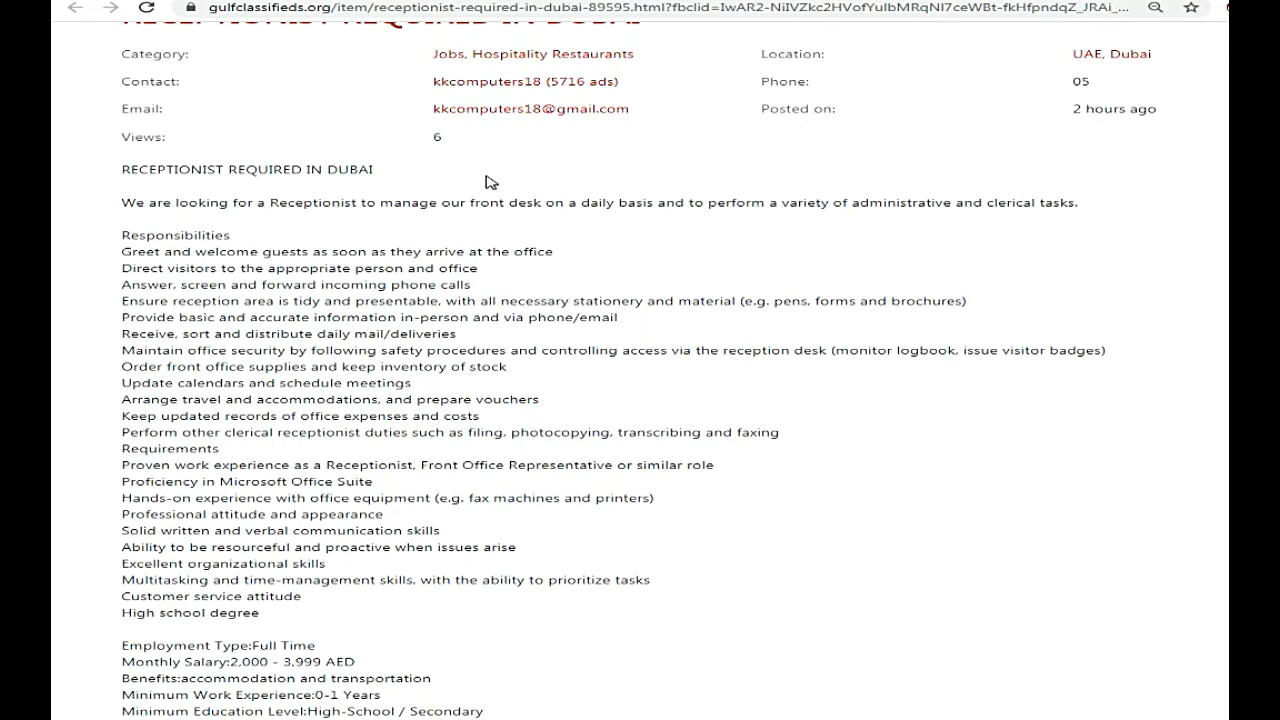 gulfclassifieds.org/item/receptionist-required-in-dubai-89595.html?fbclid=IwAR2-NiIVZkc2HVofYuIbMRqNl7ceWBt-fkHfpndqZ_JRAi_...
RECEPTIONIST REQUIRED IN DUBAI
Category: Jobs, Hospitality Restaurants Location: UAE, Dubai
Contact: kkcomputers18 (5716 ads) Phone: 05
Email: kkcomputers18@gmail.com Posted on: 2 hours ago
Views: 6
RECEPTIONIST REQUIRED IN DUBAI
We are looking for a Receptionist to manage our front desk on a daily basis and to perform a variety of administrative and clerical tasks.
Responsibilities
Greet and welcome guests as soon as they arrive at the office
Direct visitors to the appropriate person and office
Answer, screen and forward incoming phone calls
Ensure reception area is tidy and presentable, with all necessary stationery and material (e.g. pens, forms and brochures)
Provide basic and accurate information in-person and via phone/email
Receive, sort and distribute daily mail/deliveries
Maintain office security by following safety procedures and controlling access via the reception desk (monitor logbook, issue visitor badges)
Order front office supplies and keep inventory of stock
Update calendars and schedule meetings
Arrange travel and accommodations, and prepare vouchers
Keep updated records of office expenses and costs
Perform other clerical receptionist duties such as filing, photocopying, transcribing and faxing
Requirements
Proven work experience as a Receptionist, Front Office Representative or similar role
Proficiency in Microsoft Office Suite
Hands-on experience with office equipment (e.g. fax machines and printers)
Professional attitude and appearance
Solid written and verbal communication skills
Ability to be resourceful and proactive when issues arise
Excellent organizational skills
Multitasking and time-management skills, with the ability to prioritize tasks
Customer service attitude
High school degree
Employment Type:Full Time
Monthly Salary:2,000 - 3,999 AED
Benefits:accommodation and transportation
Minimum Work Experience:0-1 Years
Minimum Education Level:High-School / Secondary